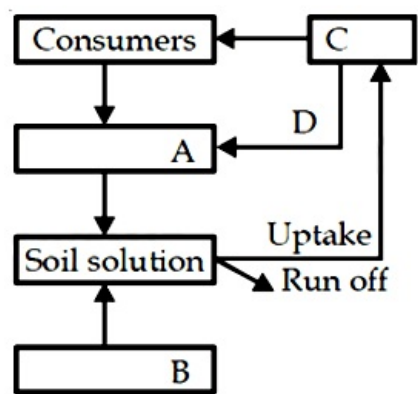 Consumers
C
D
A
Uptake
Soil solution
Run off
B